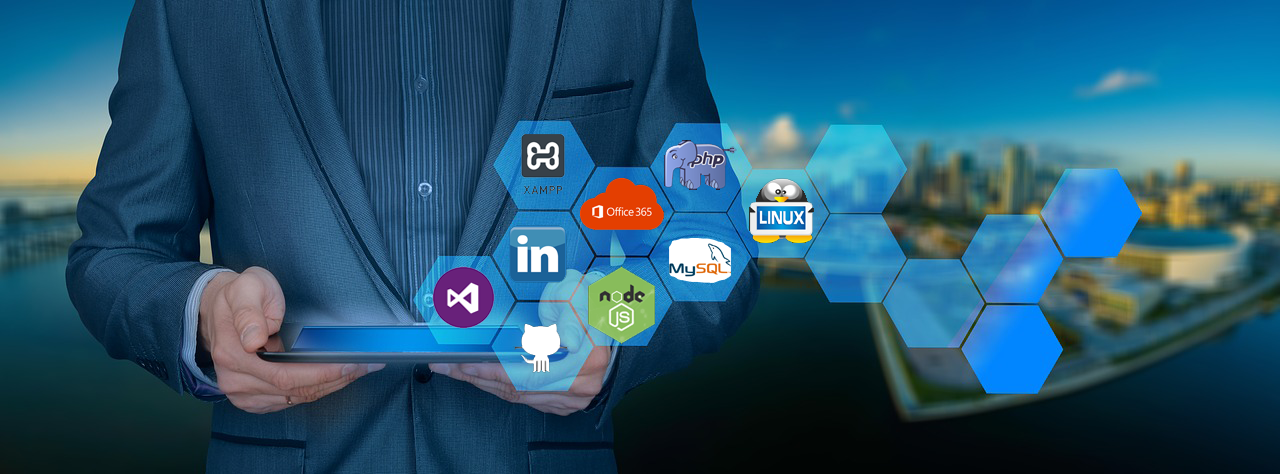 XAMPP
Office 365
php
LINUX
in
MySQL
node
JS